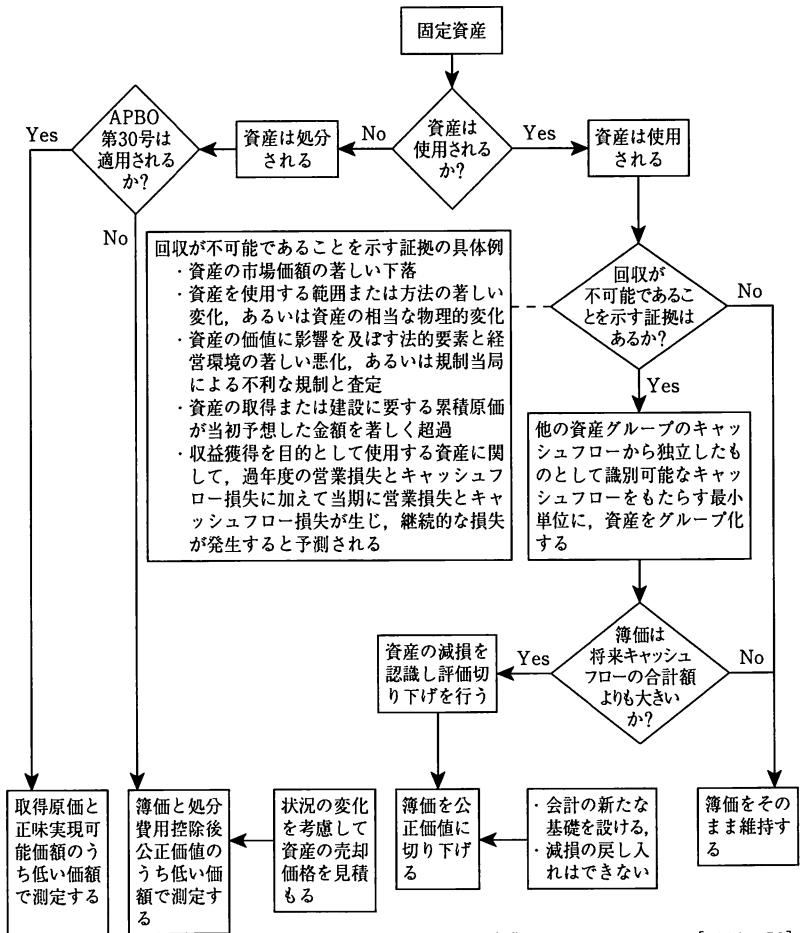 固定資産
APBO
第30号は
適用される
か?
Yes
資産は処分
される
No
資産は
使用されるか?
Yes
資産は使用
される
No
回収が不可能であることを示す証拠の具体例
・資産の市場価額の著しい下落
・資産を使用する範囲または方法の著しい
変化，あるいは資産の相当な物理的変化
・資産の価値に影響を及ぼす法的要素と経
営環境の著しい悪化，あるいは規制当局
による不利な規制と査定
・資産の取得または建設に要する累積原価
が当初予想した金額を著しく超過
・収益獲得を目的として使用する資産に関
して，過年度の営業損失とキャッシュフ
ロー損失に加えて当期に営業損失とキャ
ッシュフロー損失が生じ，継続的な損失
が発生すると予測される
回収が
不可能であるこ
とを示す証拠は
あるか?
No
Yes
他の資産グループのキャッ
シュフローから独立したも
のとして識別可能なキャッ
シュフローをもたらす最小
単位に，資産をグループ化
する
簿価は
将来キャッシュ
フローの合計額
よりも大きい
か?
Yes
No
資産の減損を
認識し評価切
り下げを行う
取得原価と
正味実現可
能価額のう
ち低い価額
で測定する
簿価と処分
費用控除後
公正価値の
うち低い価
額で測定す
る
状況の変化
を考慮して
資産の売却
価格を見積
もる
簿価を公
正価値に
切り下げ
る
・会計の新たな
基礎を設ける，
・減損の戻し入
れはできない
簿価をその
まま維持す
る